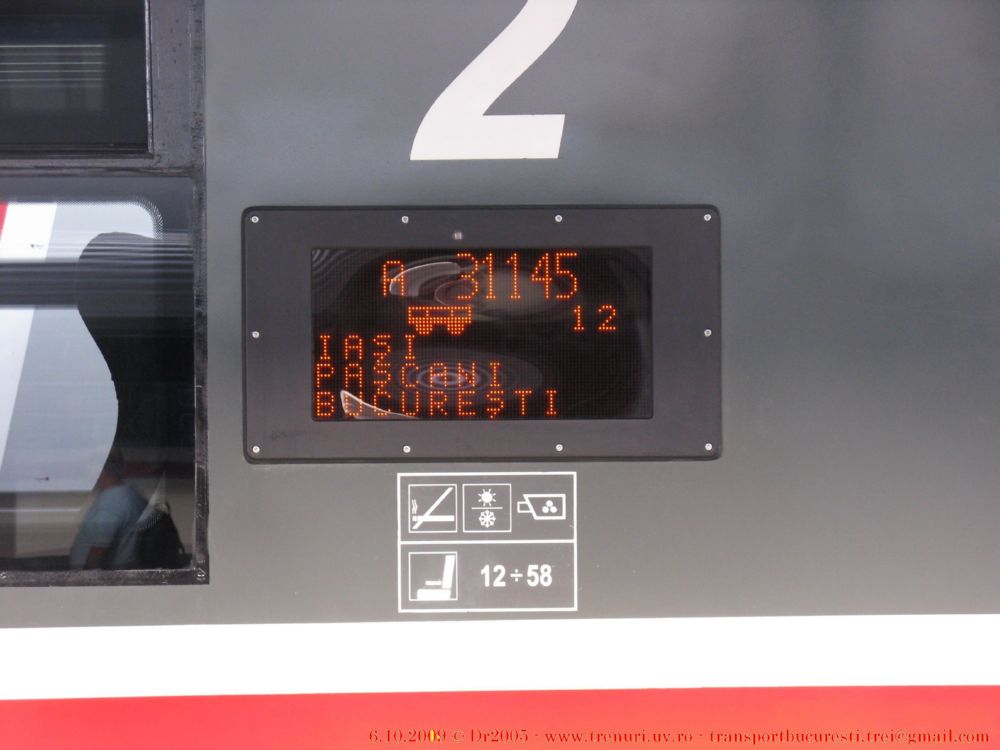 2
A 31145
12
IAŞI
PAŞCANI
BUCUREŞTI
12÷58
6.10.2009 © Dr2005 · www.trenuri.uv.ro · transportbucuresti.trei@gmail.com